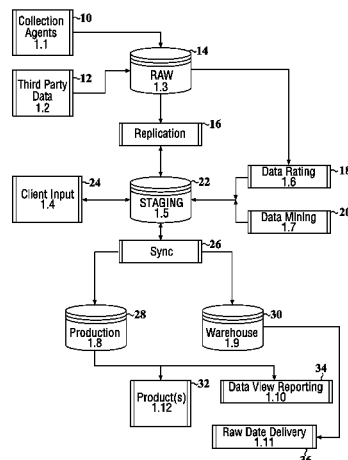 Collection
Agents
1.1
10
Third Party
Data
1.2
12
14
RAW
1.3
16
Replication
24
Client Input
1.4
22
STAGING
1.5
18
Data Rating
1.6
20
Data Mining
1.7
26
Sync
28
Production
1.8
30
Warehouse
1.9
32
Product(s)
1.12
34
Data View Reporting
1.10
Raw Date Delivery
1.11
36